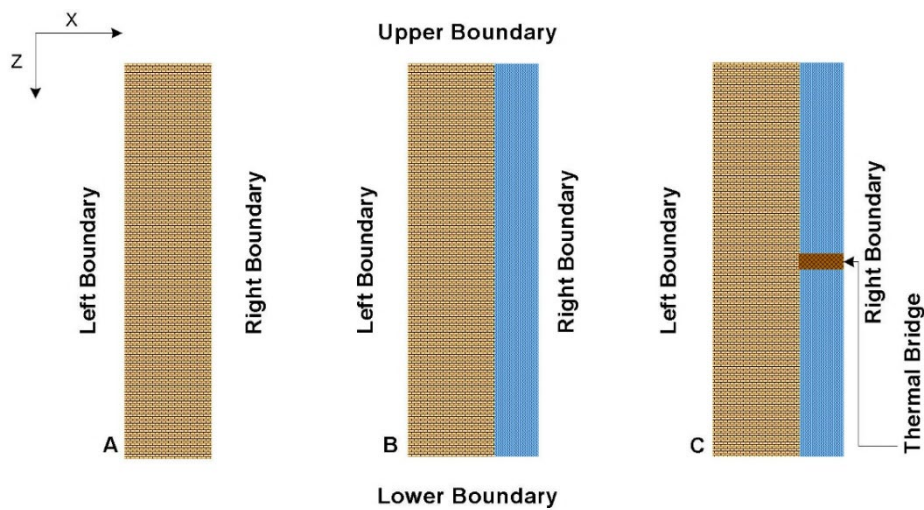 X
Z
Upper Boundary
Left Boundary
Right Boundary
Left Boundary
Right Boundary
Left Boundary
Right Boundary
Thermal Bridge
A
B
C
Lower Boundary